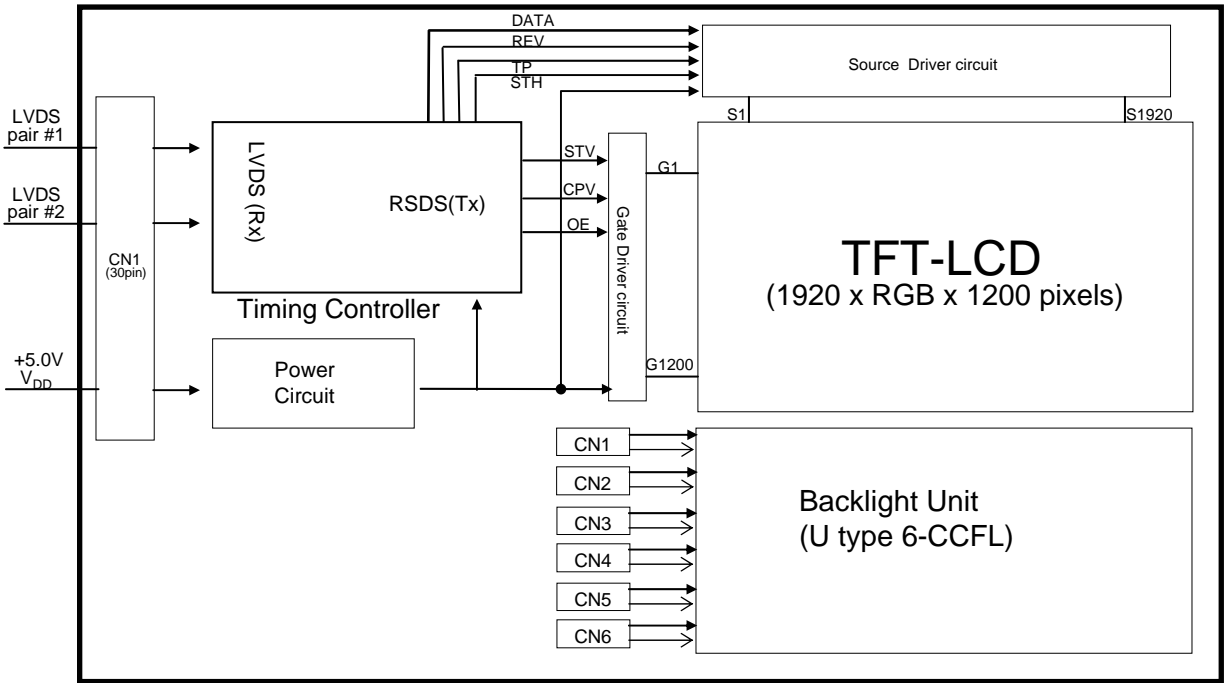 DATA
REV
TP
STH
Source Driver circuit
S1
S1920
LVDS
pair #1
LVDS
pair #2
CN1
(30pin)
LVDS (Rx)
RSDS(Tx)
Timing Controller
STV
CPV
OE
Gate Driver circuit
G1
G1200
TFT-LCD
(1920 x RGB x 1200 pixels)
+5.0V
VDD
Power
Circuit
CN1
CN2
CN3
CN4
CN5
CN6
Backlight Unit
(U type 6-CCFL)